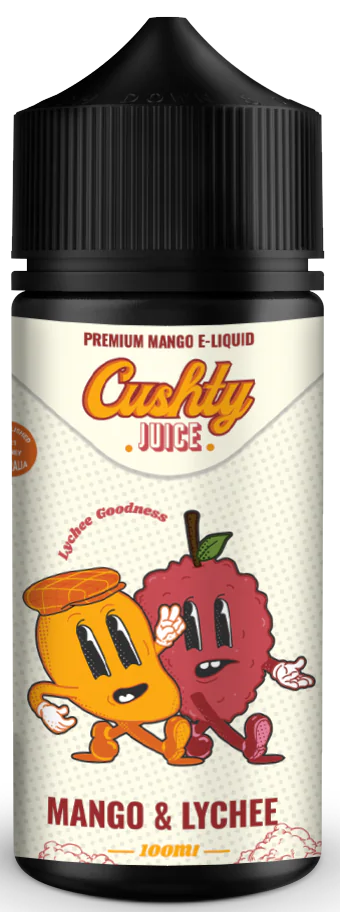 PREMIUM MANGO E-LIQUID
Cushty
JUICE
Lychee Goodness
MANGO & LYCHEE
100ml